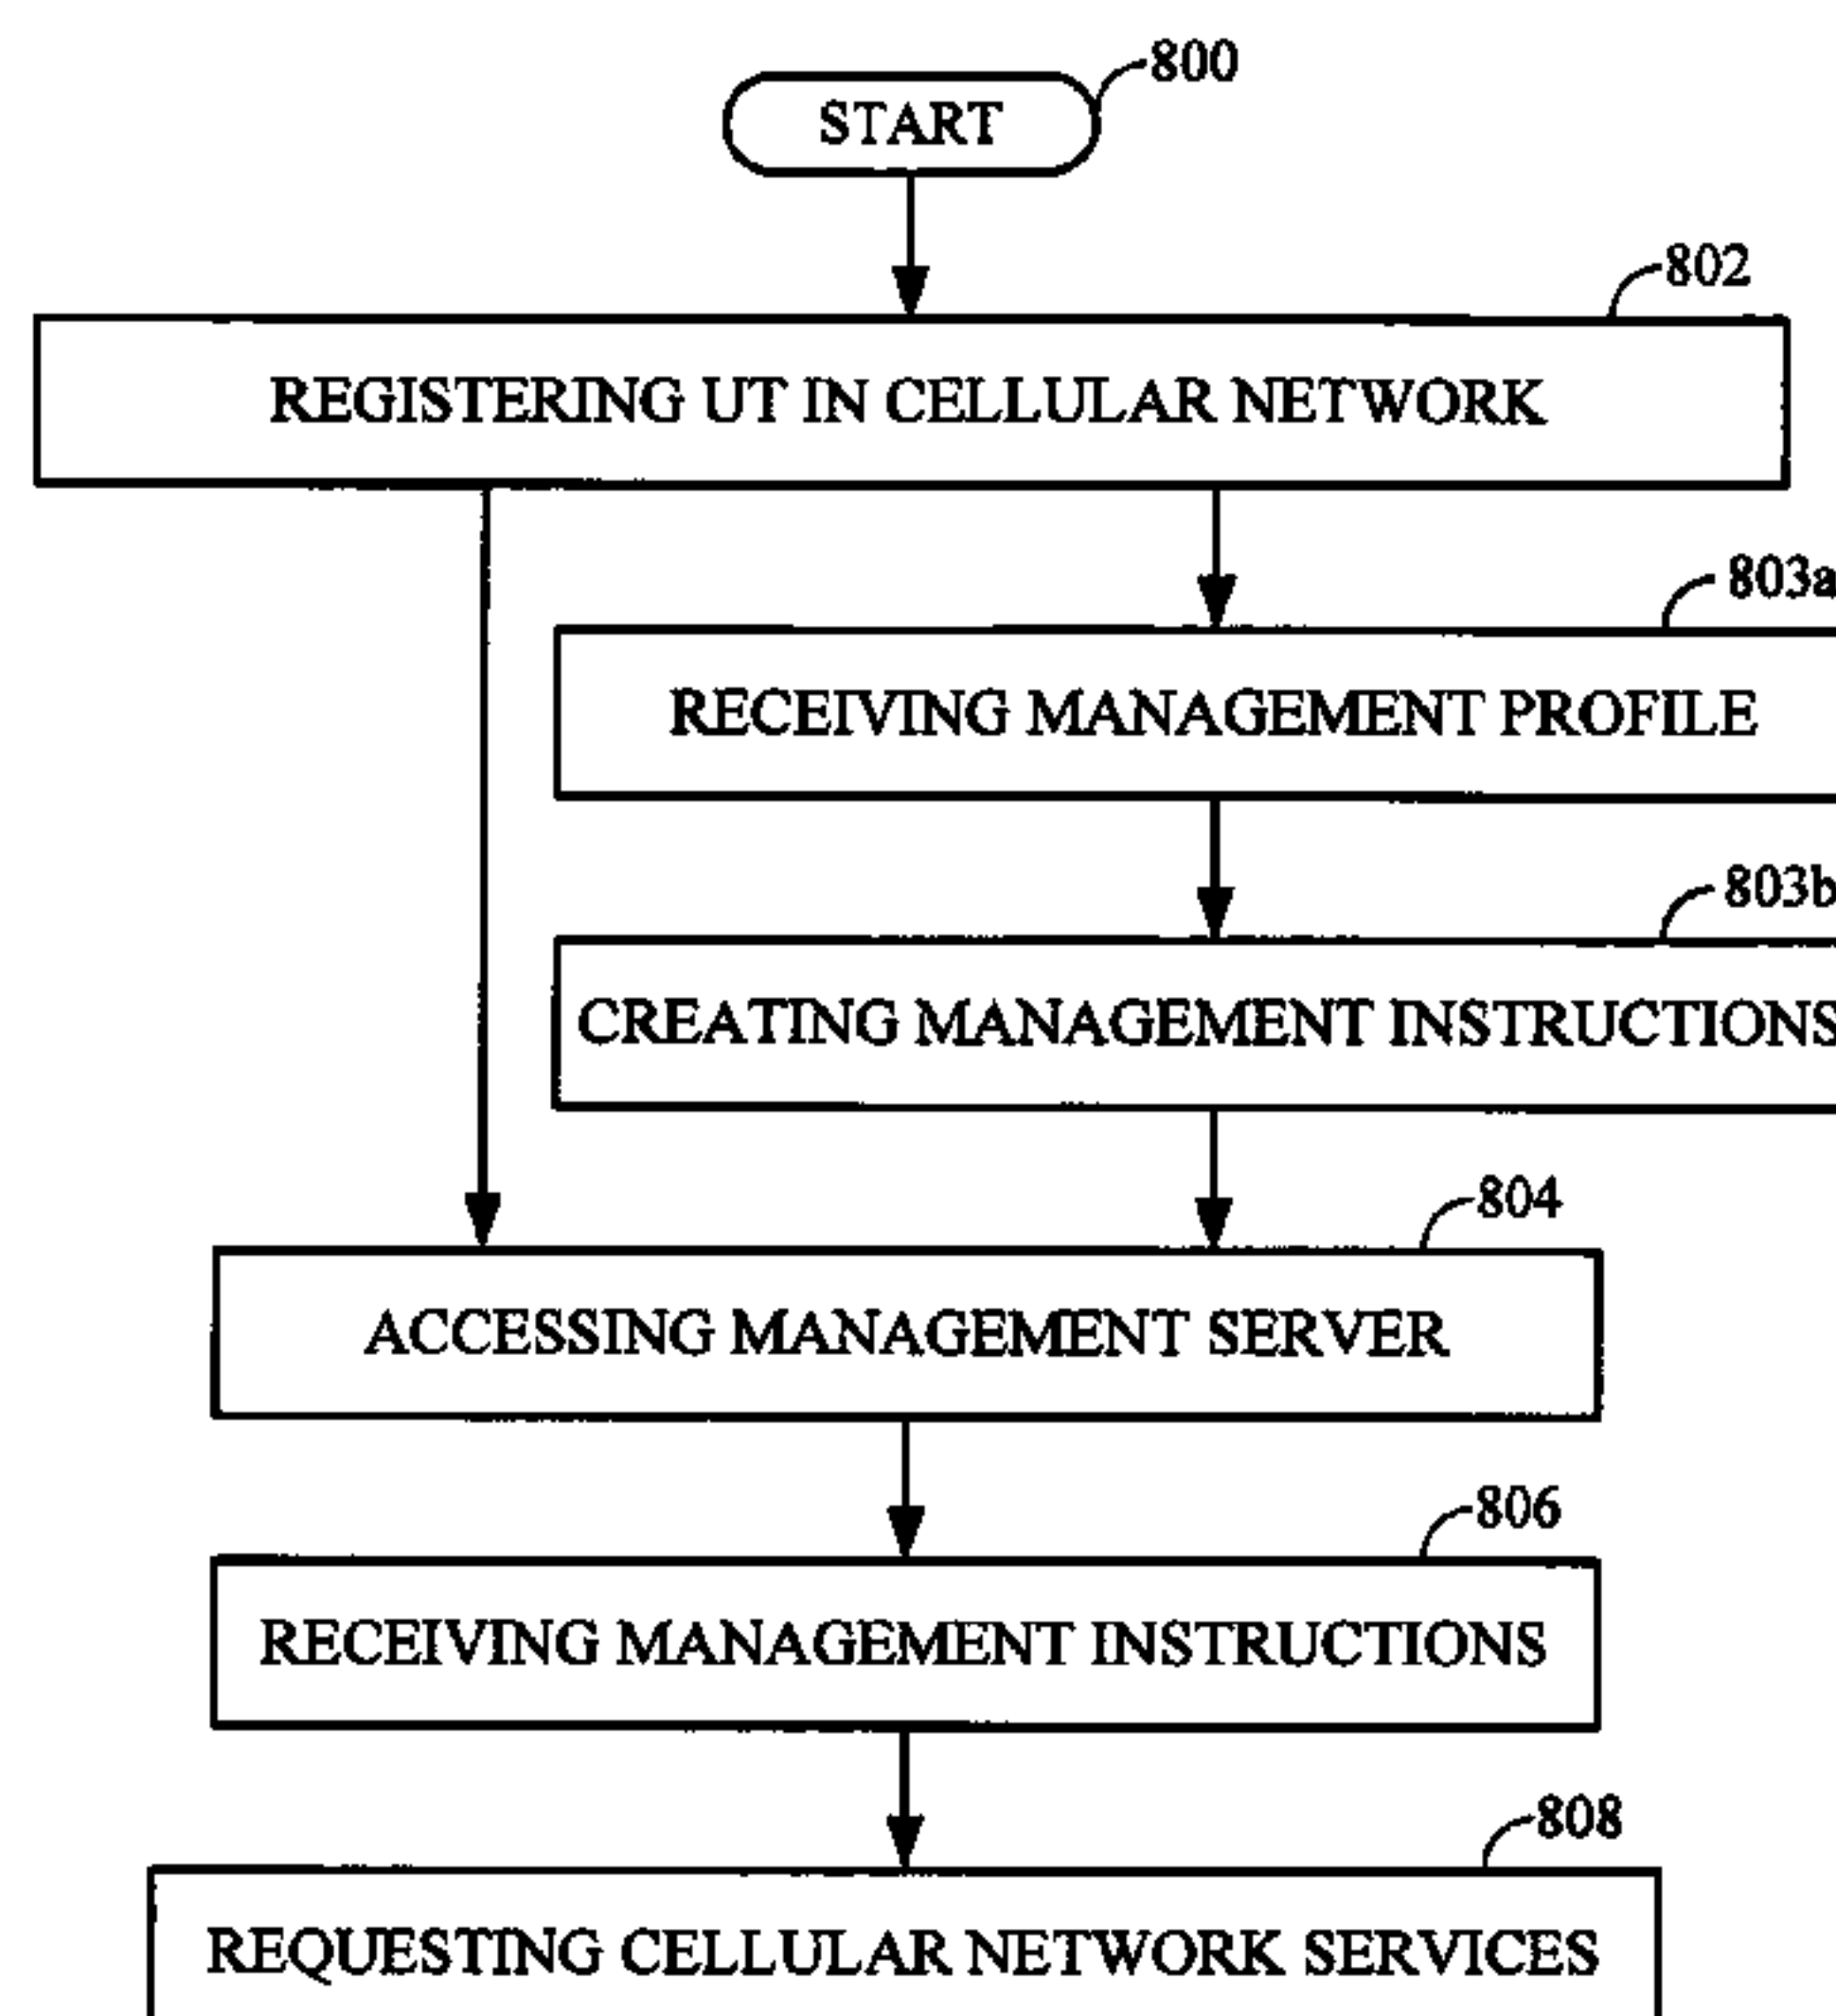 800
START
802
REGISTERING UT IN CELLULAR NETWORK
803a
RECEIVING MANAGEMENT PROFILE
803b
CREATING MANAGEMENT INSTRUCTIONS
804
ACCESSING MANAGEMENT SERVER
806
RECEIVING MANAGEMENT INSTRUCTIONS
808
REQUESTING CELLULAR NETWORK SERVICES